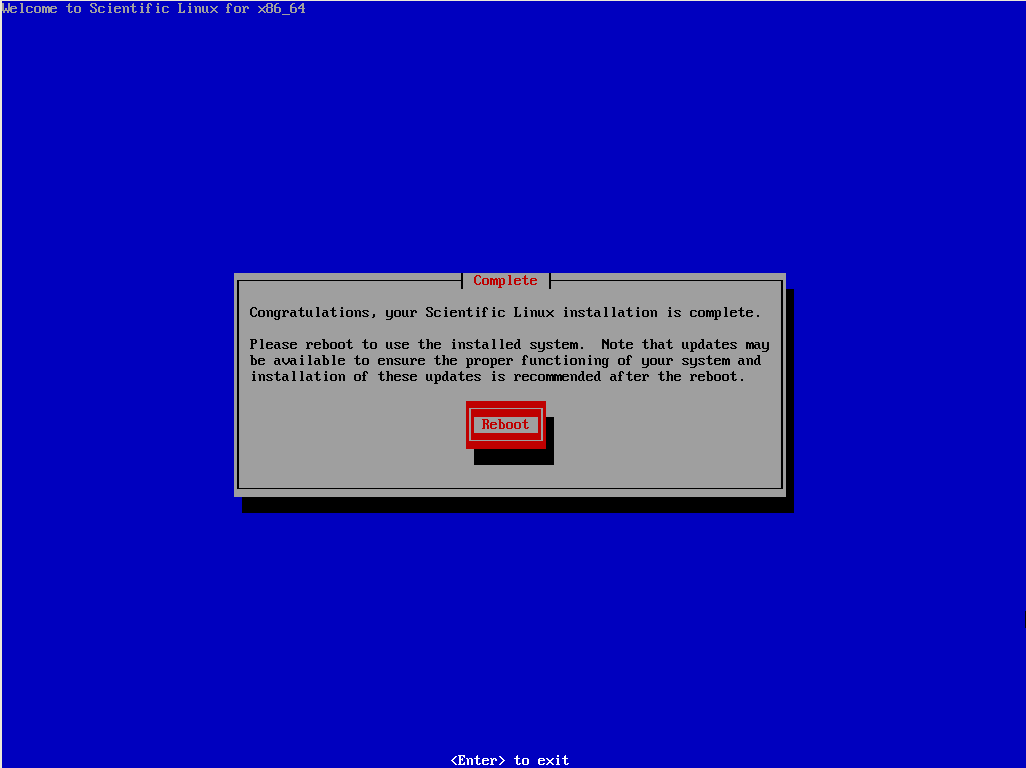 Welcome to Scientific Linux for x86_64
Complete
Congratulations, your Scientific Linux installation is complete.
Please reboot to use the installed system.  Note that updates may
be available to ensure the proper functioning of your system and
installation of these updates is recommended after the reboot.
Reboot
<Enter> to exit